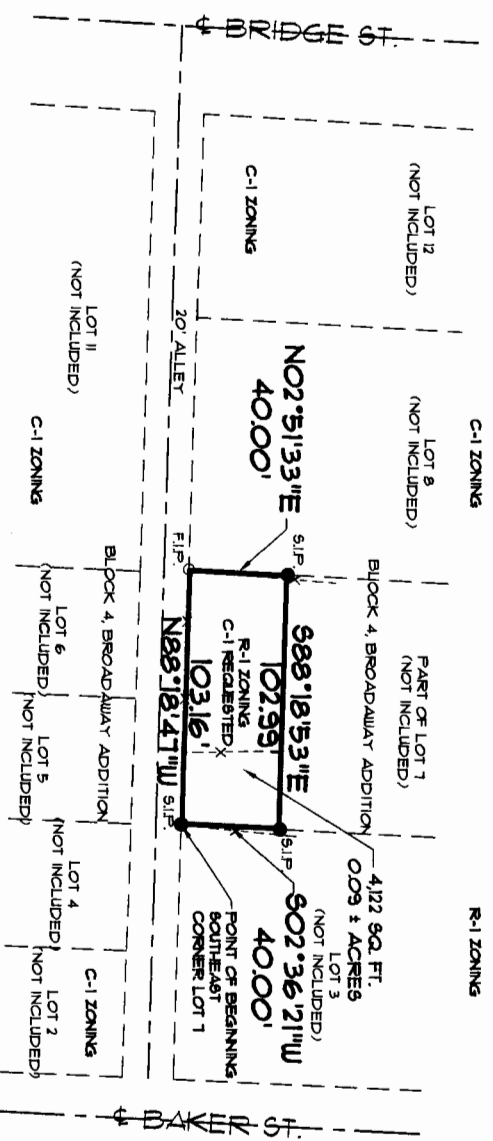 ₵ BRIDGE ST.
C-1 ZONING
R-1 ZONING
LOT 12
(NOT INCLUDED)
C-1 ZONING
LOT 8
(NOT INCLUDED)
PART OF LOT 7
(NOT INCLUDED)
BLOCK 4, BROADAWAY ADDITION
4,122 SQ. FT.
0.09 ± ACRES
LOT 3
(NOT INCLUDED)
N02°51'33"E
40.00'
S.I.P.
S88°18'53"E
102.99'
S.I.P.
S02°36'21"W
40.00'
R-1 ZONING
C-1 REQUESTED
103.16'
N88°18'47"W
F.I.P.
S.I.P.
POINT OF BEGINNING
SOUTHEAST
CORNER LOT 7
20' ALLEY
LOT 11
(NOT INCLUDED)
C-1 ZONING
BLOCK 4, BROADAWAY ADDITION
LOT 6
(NOT INCLUDED)
LOT 5
(NOT INCLUDED)
LOT 4
(NOT INCLUDED)
C-1 ZONING
LOT 2
(NOT INCLUDED)
₵ BAKER ST.